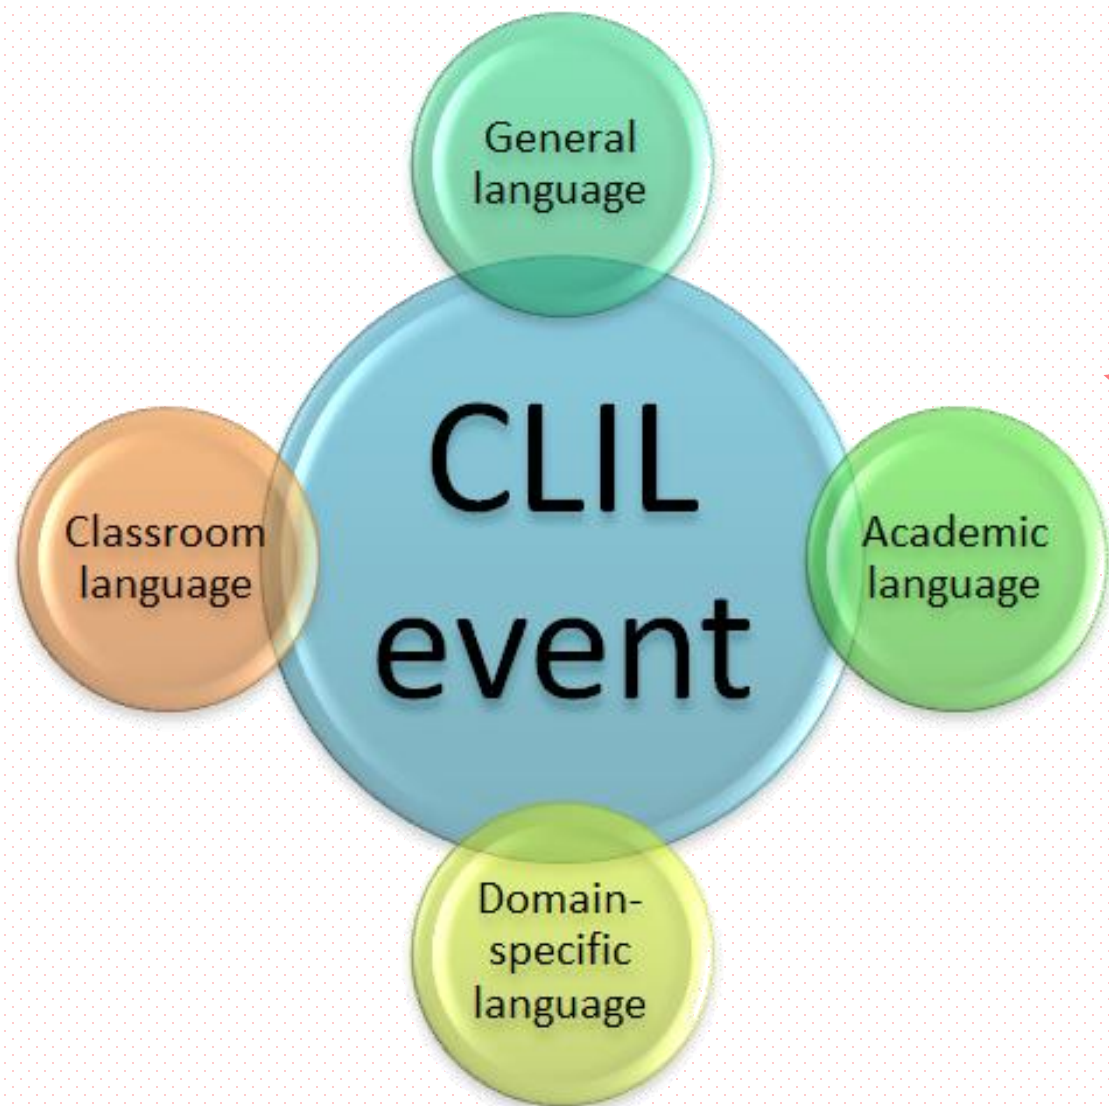 General
language
CLIL
event
Classroom
language
Academic
language
Domain-
specific
language